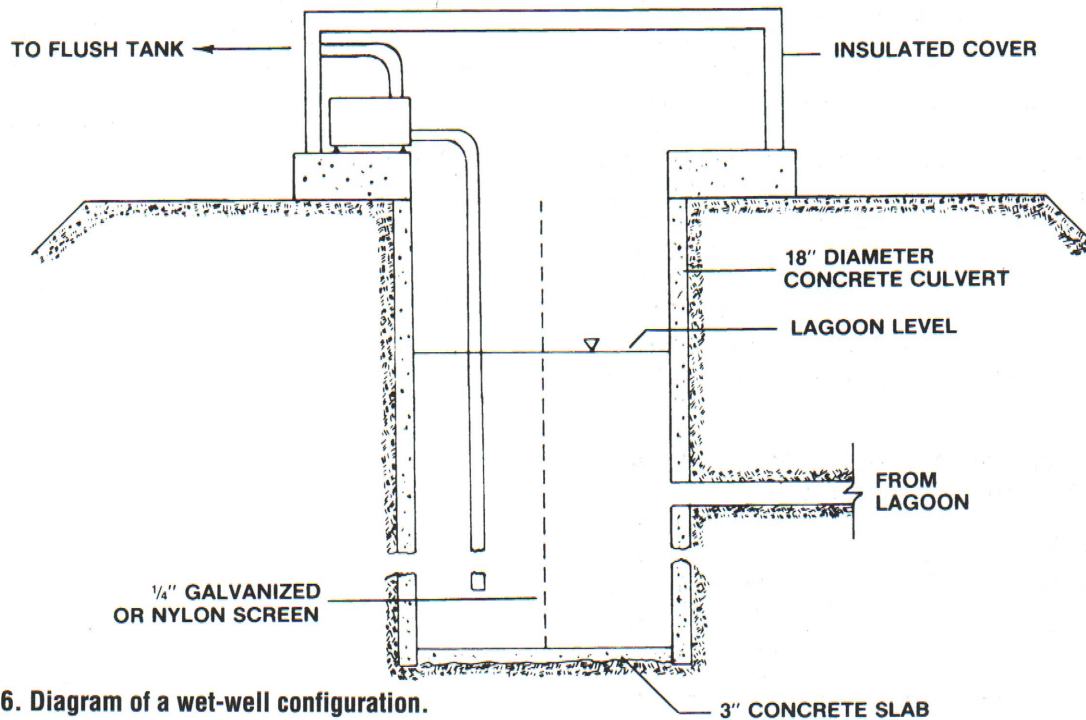 TO FLUSH TANK
INSULATED COVER
18" DIAMETER
CONCRETE CULVERT
LAGOON LEVEL
FROM
LAGOON
1/4" GALVANIZED
OR NYLON SCREEN
6. Diagram of a wet-well configuration.
3" CONCRETE SLAB